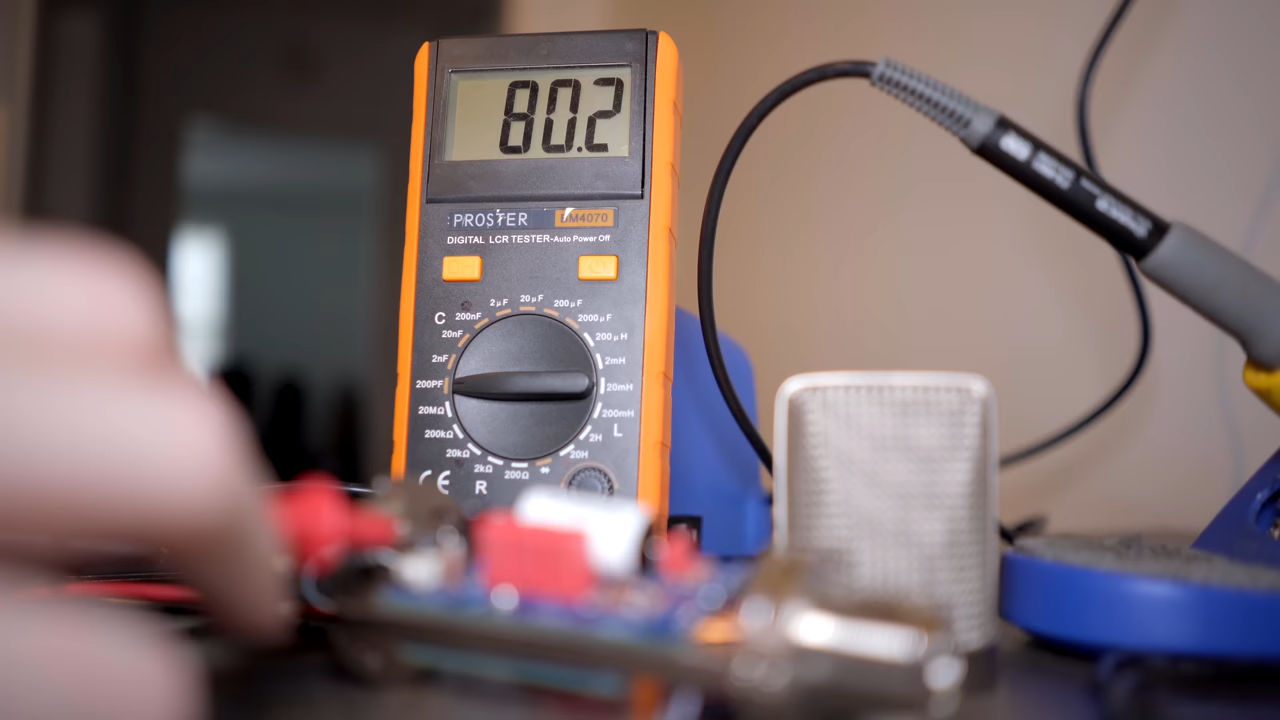 80.2
PROSTER BM4070
DIGITAL LCR TESTER-Auto Power Off
2μF 20μF 200μF
C 200nF 2000μF
20nF 200μH
2nF 2mH
200PF 20mH
20MΩ 200mH
200kΩ 2H L
20kΩ 20H
2kΩ 200Ω
CE R